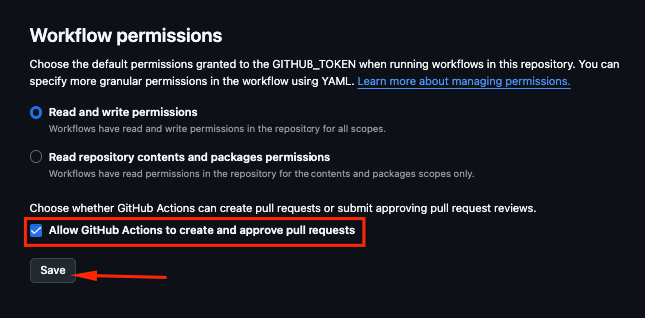 Workflow permissions
Choose the default permissions granted to the GITHUB_TOKEN when running workflows in this repository. You can
specify more granular permissions in the workflow using YAML. Learn more about managing permissions.
Read and write permissions
Workflows have read and write permissions in the repository for all scopes.
Read repository contents and packages permissions
Workflows have read permissions in the repository for the contents and packages scopes only.
Choose whether GitHub Actions can create pull requests or submit approving pull request reviews.
Allow GitHub Actions to create and approve pull requests
Save